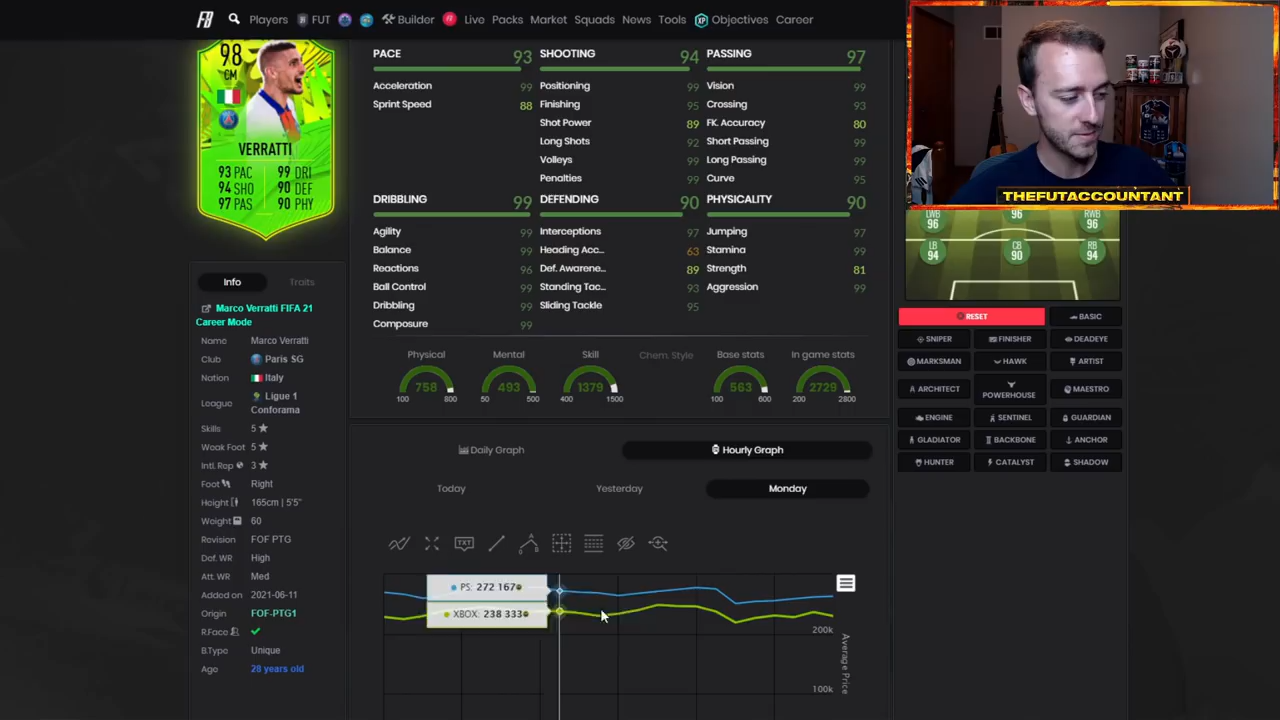 FB Players FUT Builder Live Packs Market Squads News Tools XP Objectives Career
98
CM
VERRATTI
93 PAC 99 DRI
94 SHO 90 DEF
97 PAS 90 PHY
PACE 93
Acceleration 99
Sprint Speed 88
SHOOTING 94
Positioning 99
Finishing 95
Shot Power 89
Long Shots 92
Volleys 99
Penalties 99
PASSING 97
Vision 99
Crossing 93
FK. Accuracy 80
Short Passing 99
Long Passing 99
Curve 95
DRIBBLING 99
Agility 99
Balance 99
Reactions 96
Ball Control 99
Dribbling 99
Composure 99
DEFENDING 90
Interceptions 97
Heading Acc... 63
Def. Awarene... 89
Standing Tac... 93
Sliding Tackle 95
PHYSICALITY 90
Jumping 97
Stamina 99
Strength 81
Aggression 99
Physical Mental Skill Chem. Style Base stats In game stats
758 493 1379 563 2729
100 800 50 500 400 1500 100 600 200 2800
Info Traits
Marco Verratti FIFA 21
Career Mode
Name Marco Verratti
Club Paris SG
Nation Italy
League Ligue 1
Conforama
Skills 5
Weak Foot 5
Intl. Rep 3
Foot Right
Height 165cm | 5'5"
Weight 60
Revision FOF PTG
Def. WR High
Att. WR Med
Added on 2021-06-11
Origin FOF-PTG1
R.Face
B.Type Unique
Age 28 years old
Daily Graph Hourly Graph
Today Yesterday Monday
TXT
PS: 272 167
XBOX: 238 333
200k
100k
Average Price
THEFUTACCOUNTANT
LWB 96 RWB
96 96
LB CB RB
94 90 94
RESET BASIC
SNIPER FINISHER DEADEYE
MARKSMAN HAWK ARTIST
ARCHITECT POWERHOUSE MAESTRO
ENGINE SENTINEL GUARDIAN
GLADIATOR BACKBONE ANCHOR
HUNTER CATALYST SHADOW